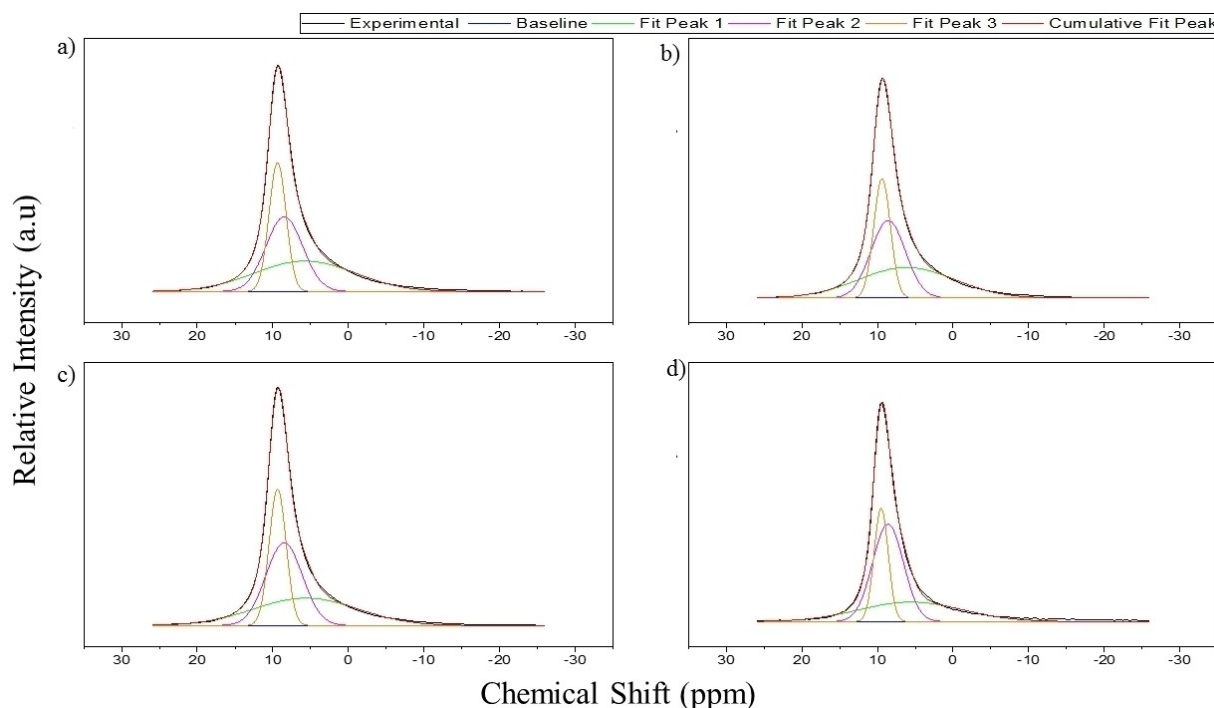 Experimental Baseline Fit Peak 1 Fit Peak 2 Fit Peak 3 Cumulative Fit Peak
a) b)
30 20 10 0 -10 -20 -30 30 20 10 0 -10 -20 -30
c) d)
30 20 10 0 -10 -20 -30 30 20 10 0 -10 -20 -30
Relative Intensity (a.u)
Chemical Shift (ppm)